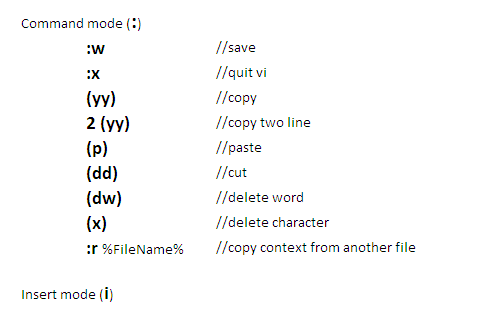 Command mode (:)
:w //save
:x //quit vi
(yy) //copy
2 (yy) //copy two line
(p) //paste
(dd) //cut
(dw) //delete word
(x) //delete character
:r %FileName% //copy context from another file
Insert mode (i)